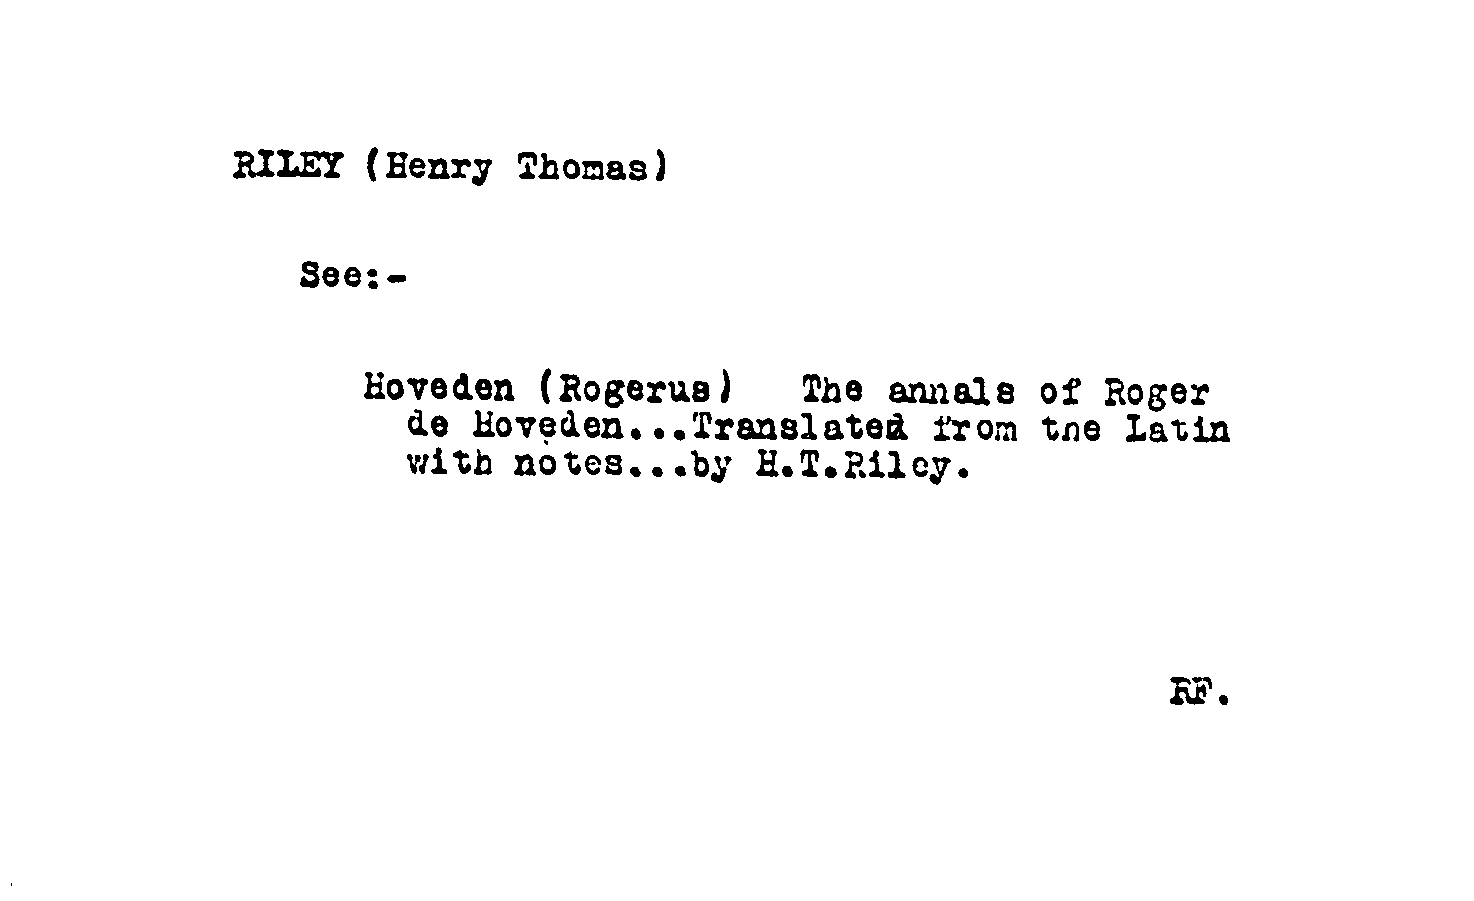 RILEY (Henry Thomas)
See:-
Hoveden (Rogerus) The annals of Roger
de Hoveden...Translated from the Latin
with notes...by H.T.Riley.
RF.